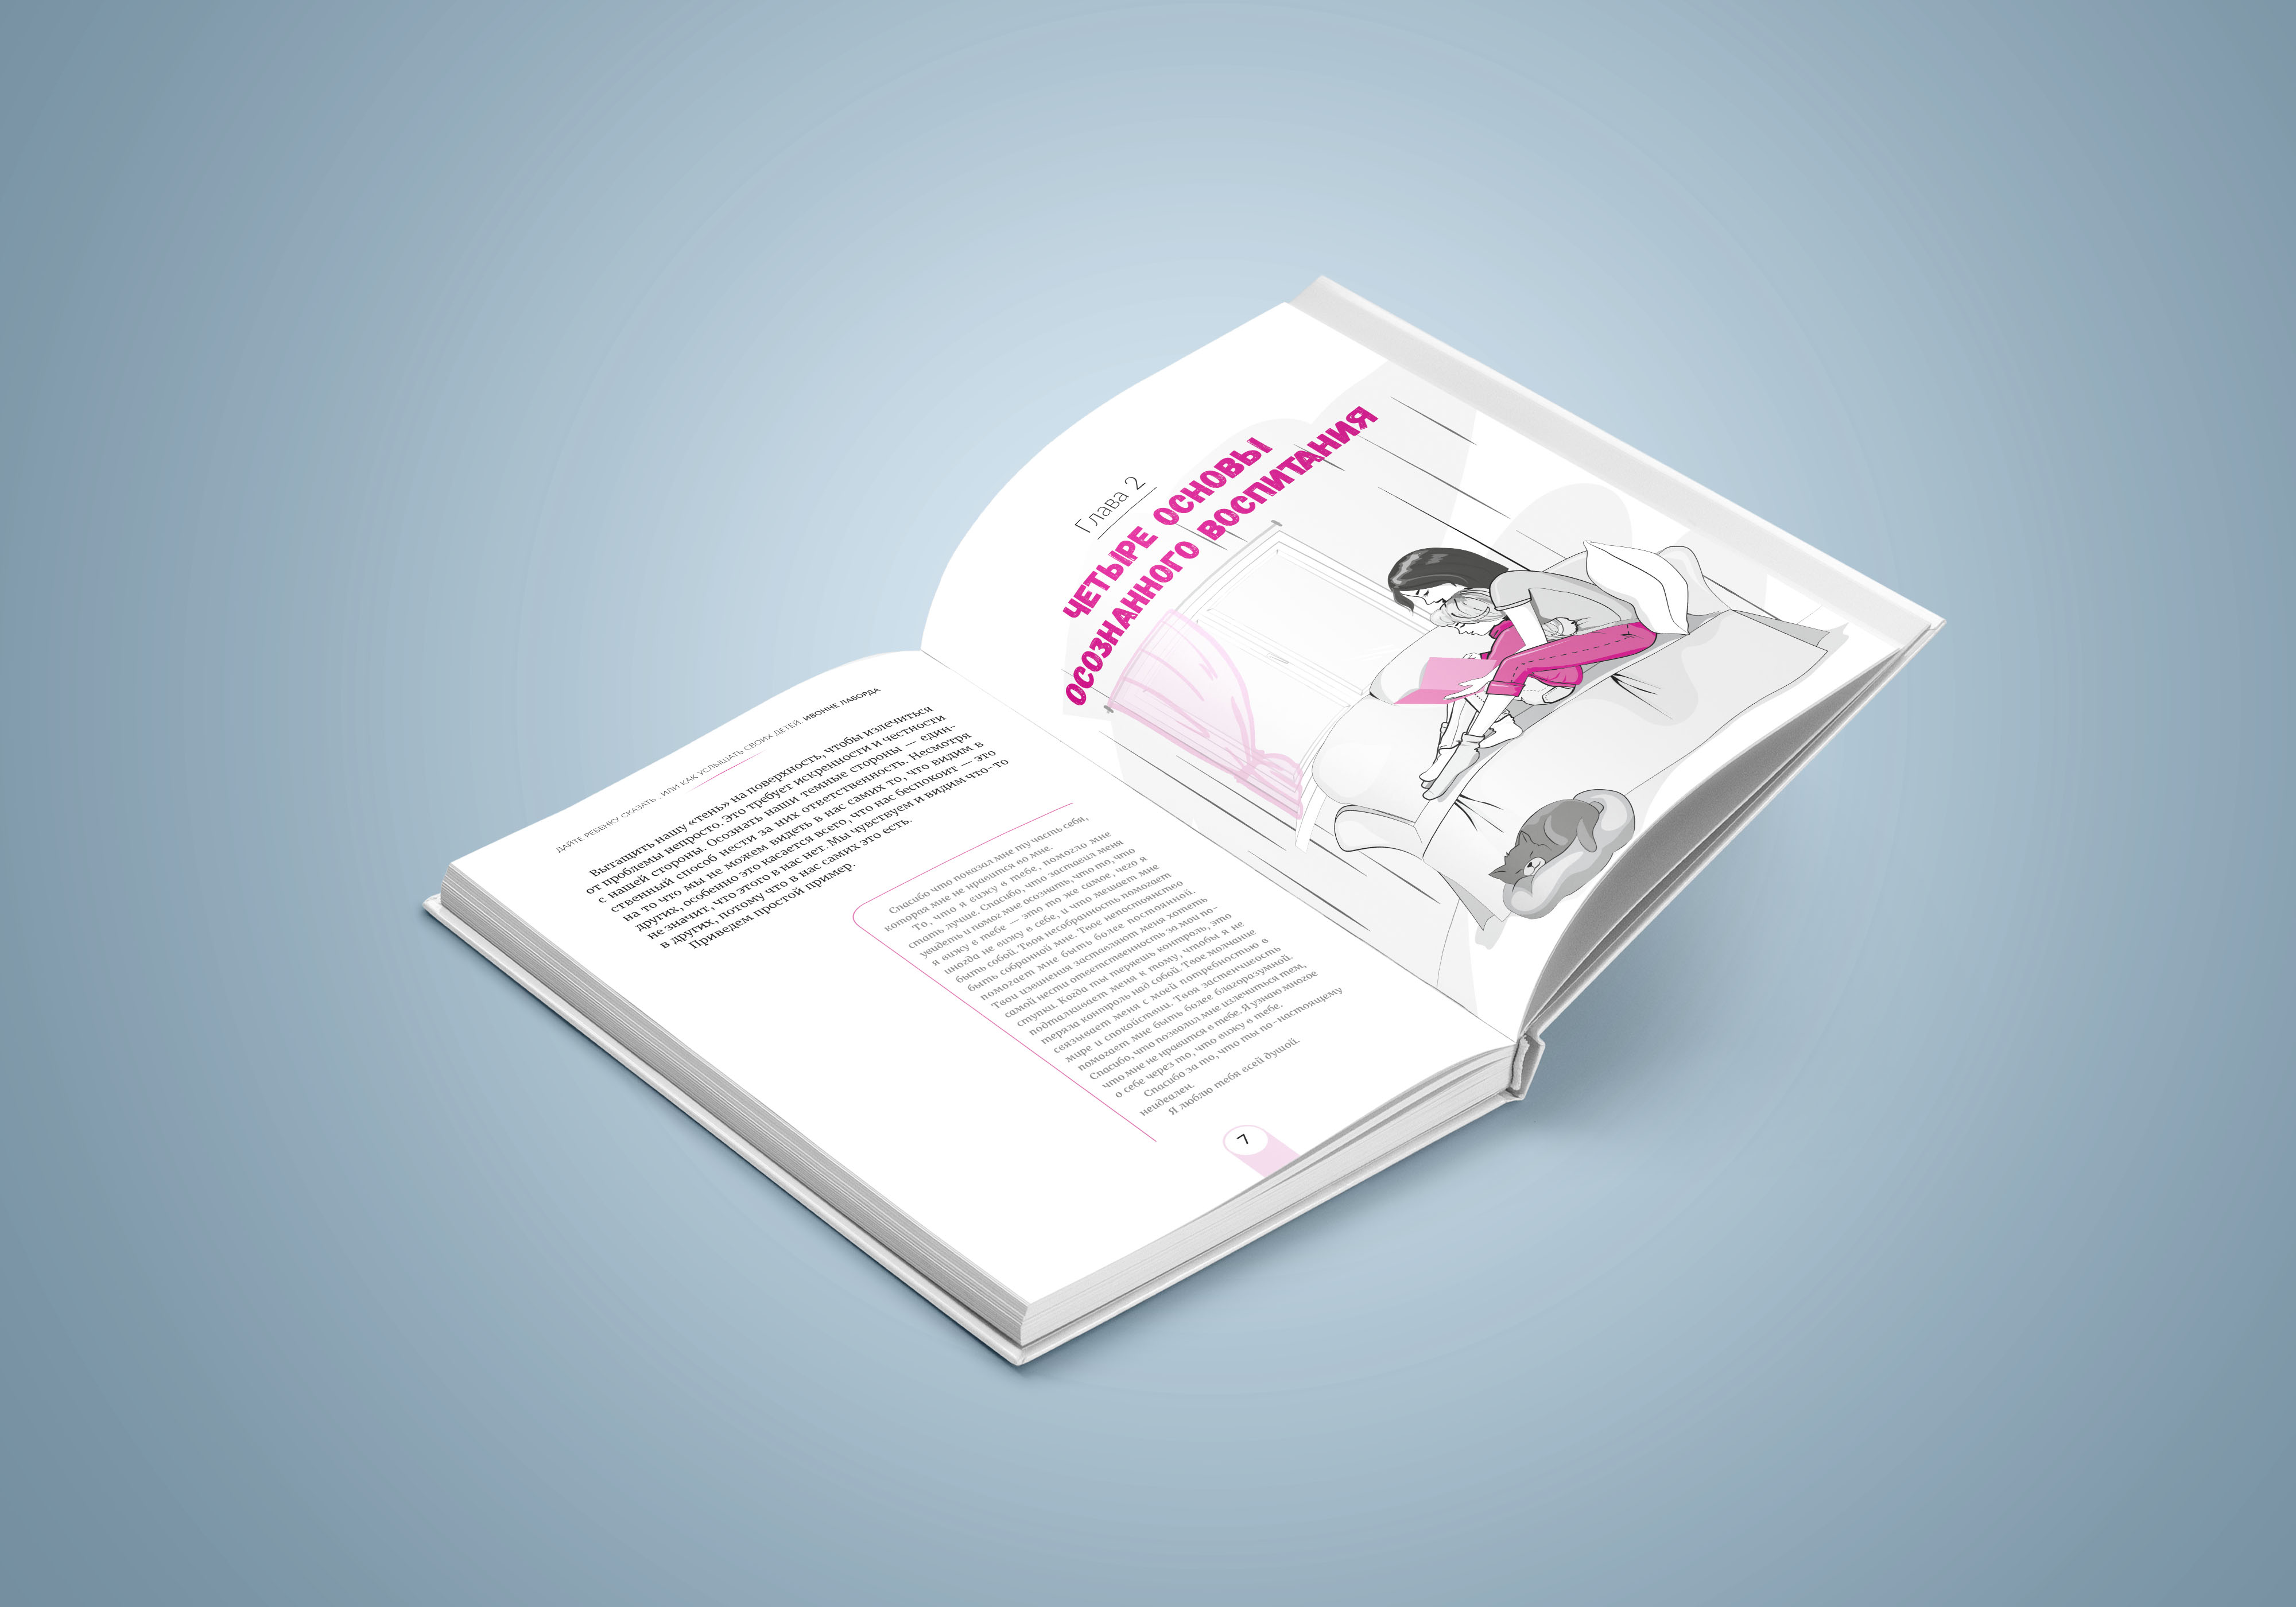 ДАЙТЕ РЕБЕНКУ СКАЗАТЬ , ИЛИ КАК УСЛЫШАТЬ СВОИХ ДЕТЕЙ ИВОННЕ ЛАБОРДА
Вытащить нашу «тень» на поверхность, чтобы излечиться
от проблемы непросто. Это требует искренности и честности
с нашей стороны. Осознать наши темные стороны — един-
ственный способ нести за них ответственность. Несмотря
на то что мы не можем видеть в нас самих то, что видим в
других, особенно это касается всего, что нас беспокоит — это
не значит, что этого в нас нет. Мы чувствуем и видим что-то
в других, потому что в нас самих это есть.
Приведем простой пример.
Спасибо что показал мне ту часть себя,
которая мне не нравится во мне.
То, что я вижу в тебе, помогло мне
стать лучше. Спасибо, что заставил меня
увидеть и помог мне осознать, что то, что
я вижу в тебе — это то же самое, чего я
иногда не вижу в себе, и что мешает мне
быть собой. Твоя несобранность помогает
быть собранной мне. Твое непостоянство
помогает мне быть более постоянной.
Твои извинения заставляют меня хотеть
самой нести ответственность за мои по-
ступки. Когда ты теряешь контроль, это
подталкивает меня к тому, чтобы я не
теряла контроль над собой. Твое молчание
связывает меня с моей потребностью в
мире и спокойствии. Твоя застенчивость
помогает мне быть более благоразумной.
Спасибо, что позволил мне излечиться тем,
что мне не нравится в тебе. Я узнаю многое
о себе через то, что вижу в тебе.
Спасибо за то, что ты по-настоящему
неидеален.
Я люблю тебя всей душой.
7
Глава 2
ЧЕТЫРЕ ОСНОВЫ
ОСОЗНАННОГО ВОСПИТАНИЯ